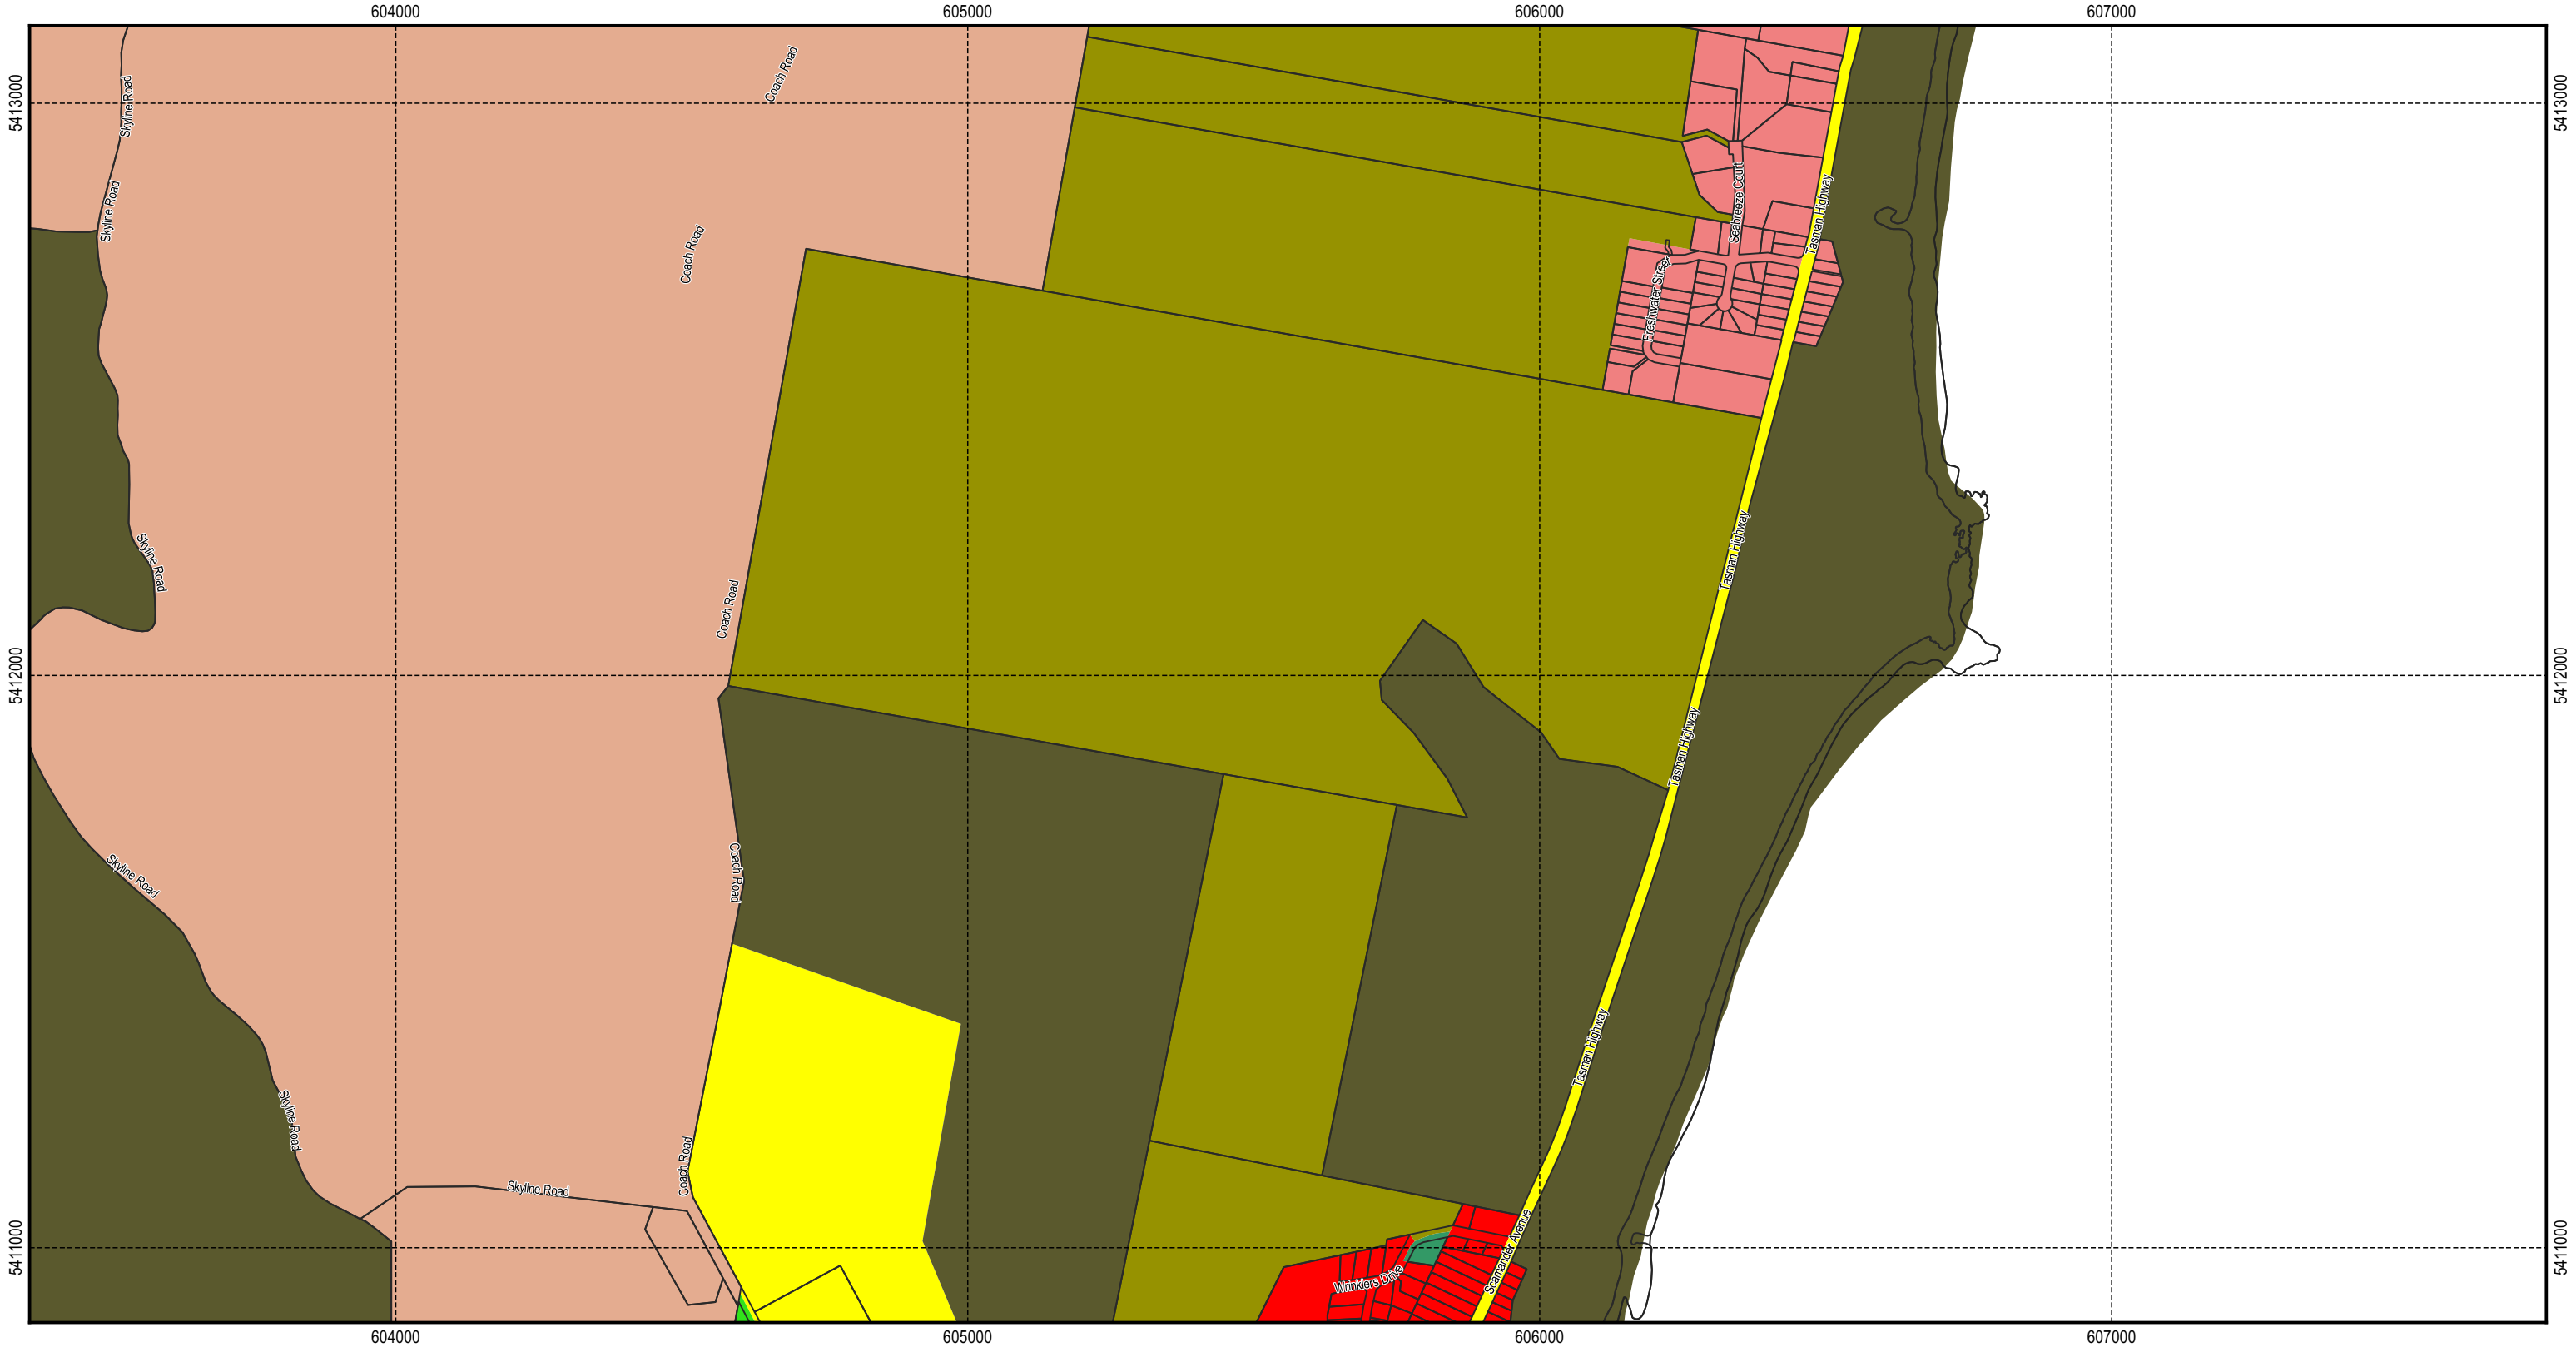 604000
605000
606000
607000
5413000
5413000
Skyline Road
Coach Road
Skyline Road
Coach Road
Seabreeze Court
Tasman Highway
Freshwater Street
Skyline Road
Tasman Highway
Coach Road
5412000
5412000
Tasman Highway
Skyline Road
Coach Road
Tasman Highway
Skyline Road
Coach Road
Skyline Road
5411000
5411000
Scamander Avenue
Wrinklers Drive
604000
605000
606000
607000